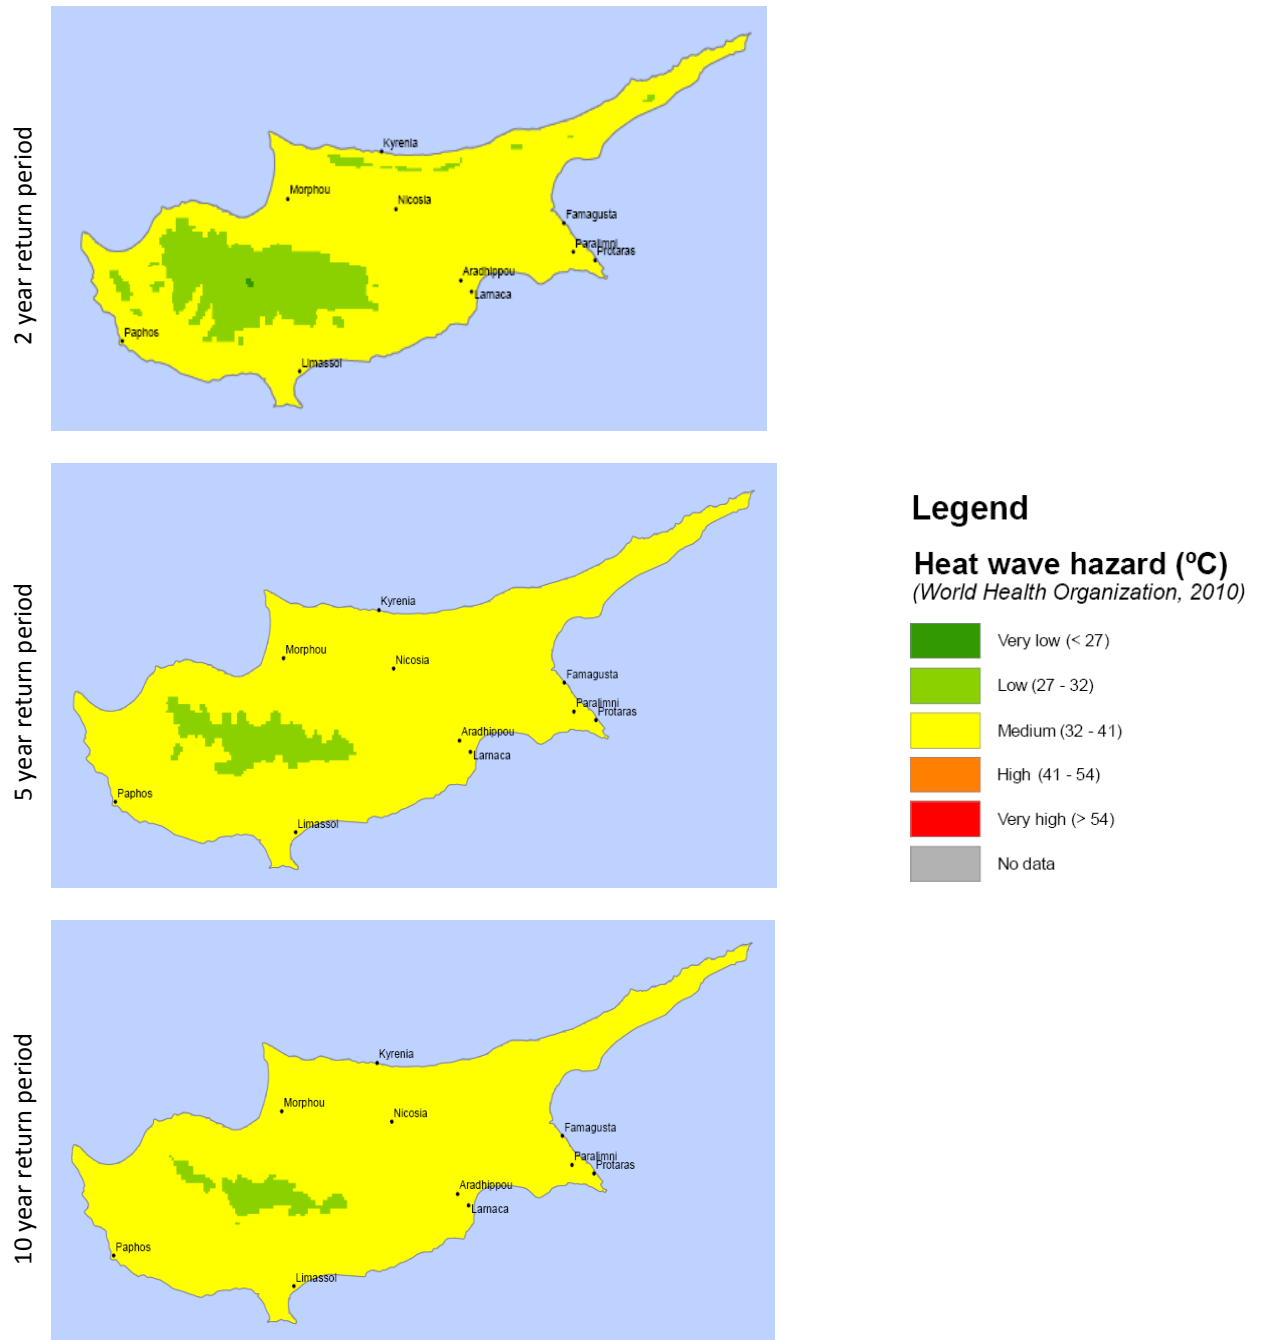 2 year return period
Kyrenia
Morphou
Nicosia
Famagusta
Paralimni
Protaras
Aradhippou
Larnaca
Paphos
Limassol
5 year return period
Kyrenia
Morphou
Nicosia
Famagusta
Paralimni
Protaras
Aradhippou
Larnaca
Paphos
Limassol
Legend
Heat wave hazard (ºC)
(World Health Organization, 2010)
Very low (< 27)
Low (27 - 32)
Medium (32 - 41)
High (41 - 54)
Very high (> 54)
No data
10 year return period
Kyrenia
Morphou
Nicosia
Famagusta
Paralimni
Protaras
Aradhippou
Larnaca
Paphos
Limassol